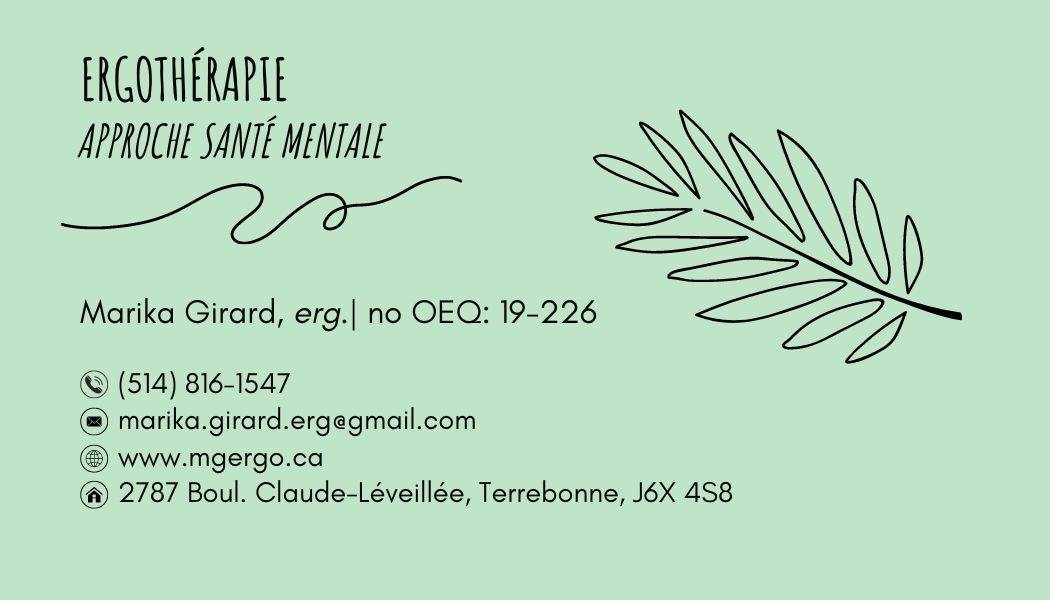 ERGOTHÉRAPIE
APPROCHE SANTÉ MENTALE
Marika Girard, erg.| no OEQ: 19-226
(514) 816-1547
marika.girard.erg@gmail.com
www.mgergo.ca
2787 Boul. Claude-Léveillée, Terrebonne, J6X 4S8